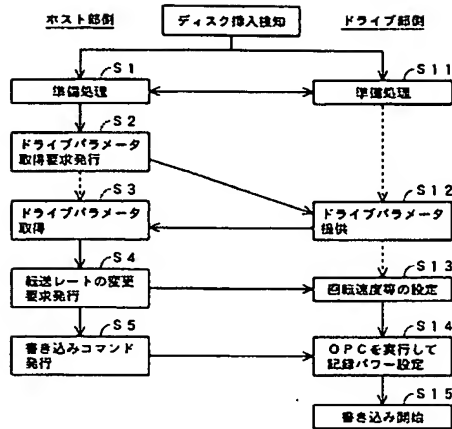 ホスト部側
ディスク挿入検知
ドライブ部側
S1
準備処理
S11
準備処理
S2
ドライブパラメータ
取得要求発行
S3
ドライブパラメータ
取得
S12
ドライブパラメータ
提供
S4
転送レートの変更
要求発行
S13
回転速度等の設定
S5
書き込みコマンド
発行
S14
OPCを実行して
記録パワー設定
S15
書き込み開始